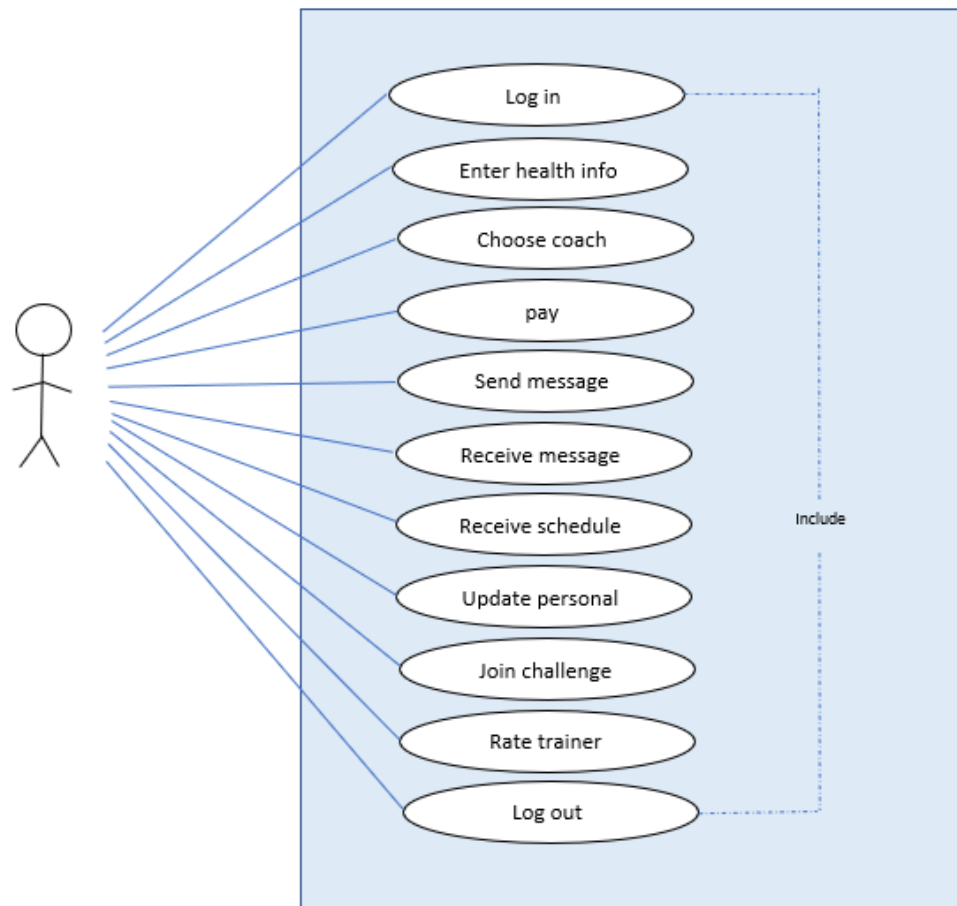 Log in
Enter health info
Choose coach
pay
Send message
Receive message
Receive schedule
Include
Update personal
Join challenge
Rate trainer
Log out